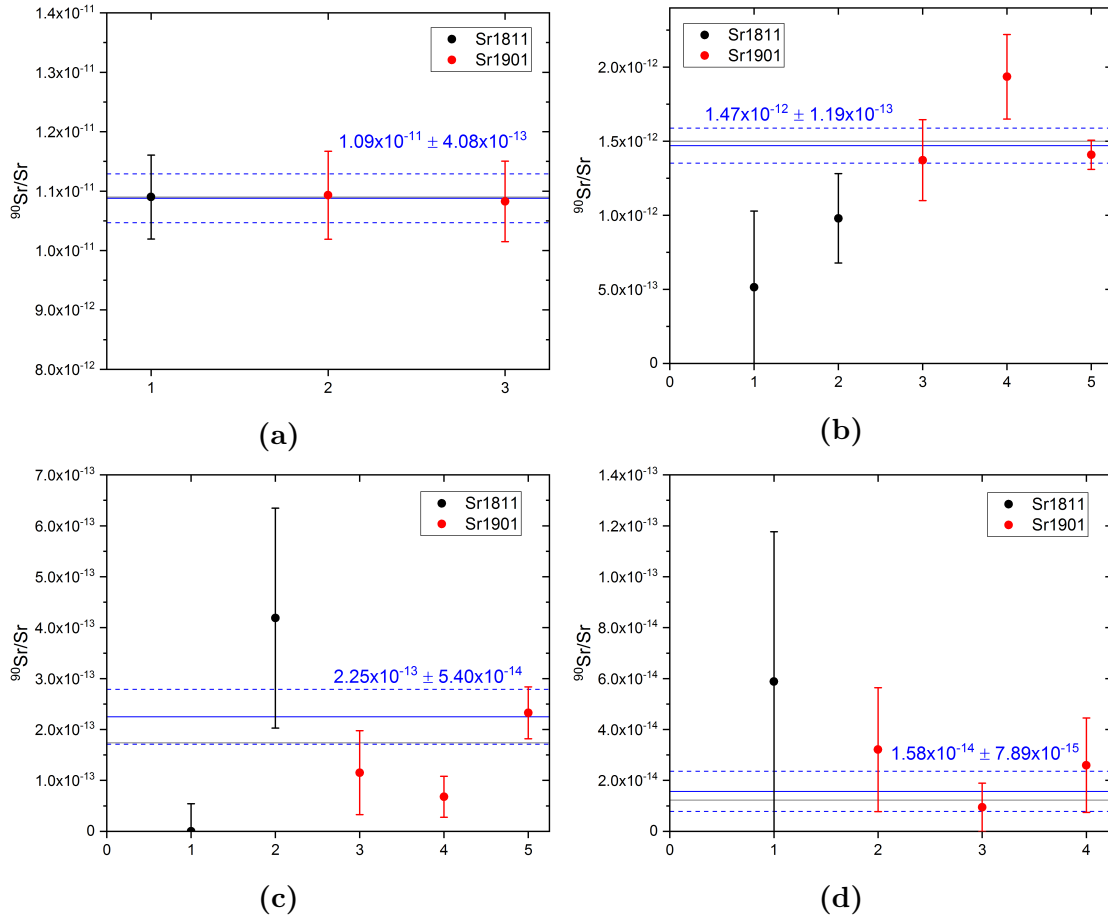 1.4x10⁻¹¹
1.3x10⁻¹¹
1.2x10⁻¹¹
1.1x10⁻¹¹
1.0x10⁻¹¹
9.0x10⁻¹²
8.0x10⁻¹²
⁹⁰Sr/Sr
Sr1811
Sr1901
1.09x10⁻¹¹ ± 4.08x10⁻¹³
1 2 3
(a)
2.0x10⁻¹²
1.5x10⁻¹²
1.0x10⁻¹²
5.0x10⁻¹³
0
⁹⁰Sr/Sr
Sr1811
Sr1901
1.47x10⁻¹² ± 1.19x10⁻¹³
0 1 2 3 4 5
(b)
7.0x10⁻¹³
6.0x10⁻¹³
5.0x10⁻¹³
4.0x10⁻¹³
3.0x10⁻¹³
2.0x10⁻¹³
1.0x10⁻¹³
0
⁹⁰Sr/Sr
Sr1811
Sr1901
2.25x10⁻¹³ ± 5.40x10⁻¹⁴
0 1 2 3 4 5
(c)
1.4x10⁻¹³
1.2x10⁻¹³
1.0x10⁻¹³
8.0x10⁻¹⁴
6.0x10⁻¹⁴
4.0x10⁻¹⁴
2.0x10⁻¹⁴
0
⁹⁰Sr/Sr
Sr1811
Sr1901
1.58x10⁻¹⁴ ± 7.89x10⁻¹⁵
0 1 2 3 4
(d)